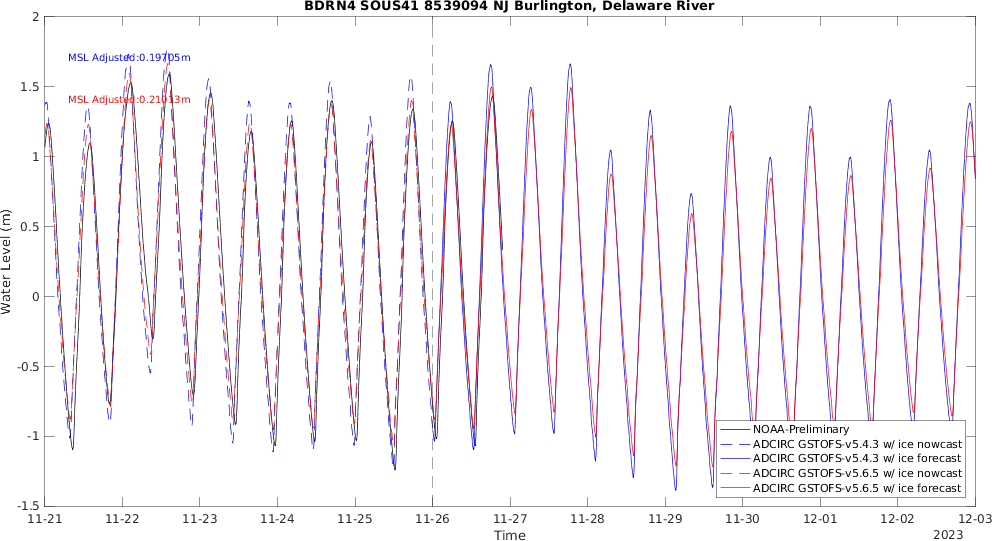 BDRN4 SOUS41 8539094 NJ Burlington, Delaware River
Water Level (m)
2
1.5
1
0.5
0
-0.5
-1
-1.5
MSL Adjusted:0.19705m
MSL Adjusted:0.21013m
NOAA-Preliminary
ADCIRC GSTOFS-v5.4.3 w/ ice nowcast
ADCIRC GSTOFS-v5.4.3 w/ ice forecast
ADCIRC GSTOFS-v5.6.5 w/ ice nowcast
ADCIRC GSTOFS-v5.6.5 w/ ice forecast
11-21 11-22 11-23 11-24 11-25 11-26 11-27 11-28 11-29 11-30 12-01 12-02 12-03
Time
2023